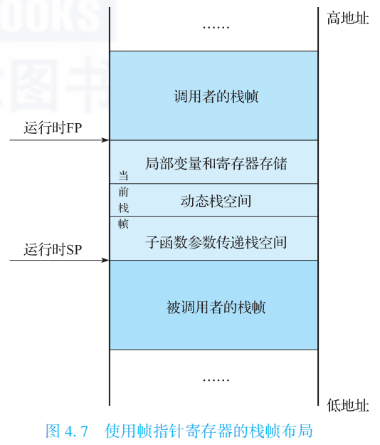 ……
高地址
调用者的栈帧
运行时FP
局部变量和寄存器存储
当前栈帧
动态栈空间
子函数参数传递栈空间
运行时SP
被调用者的栈帧
……
低地址
图 4.7 使用帧指针寄存器的栈帧布局